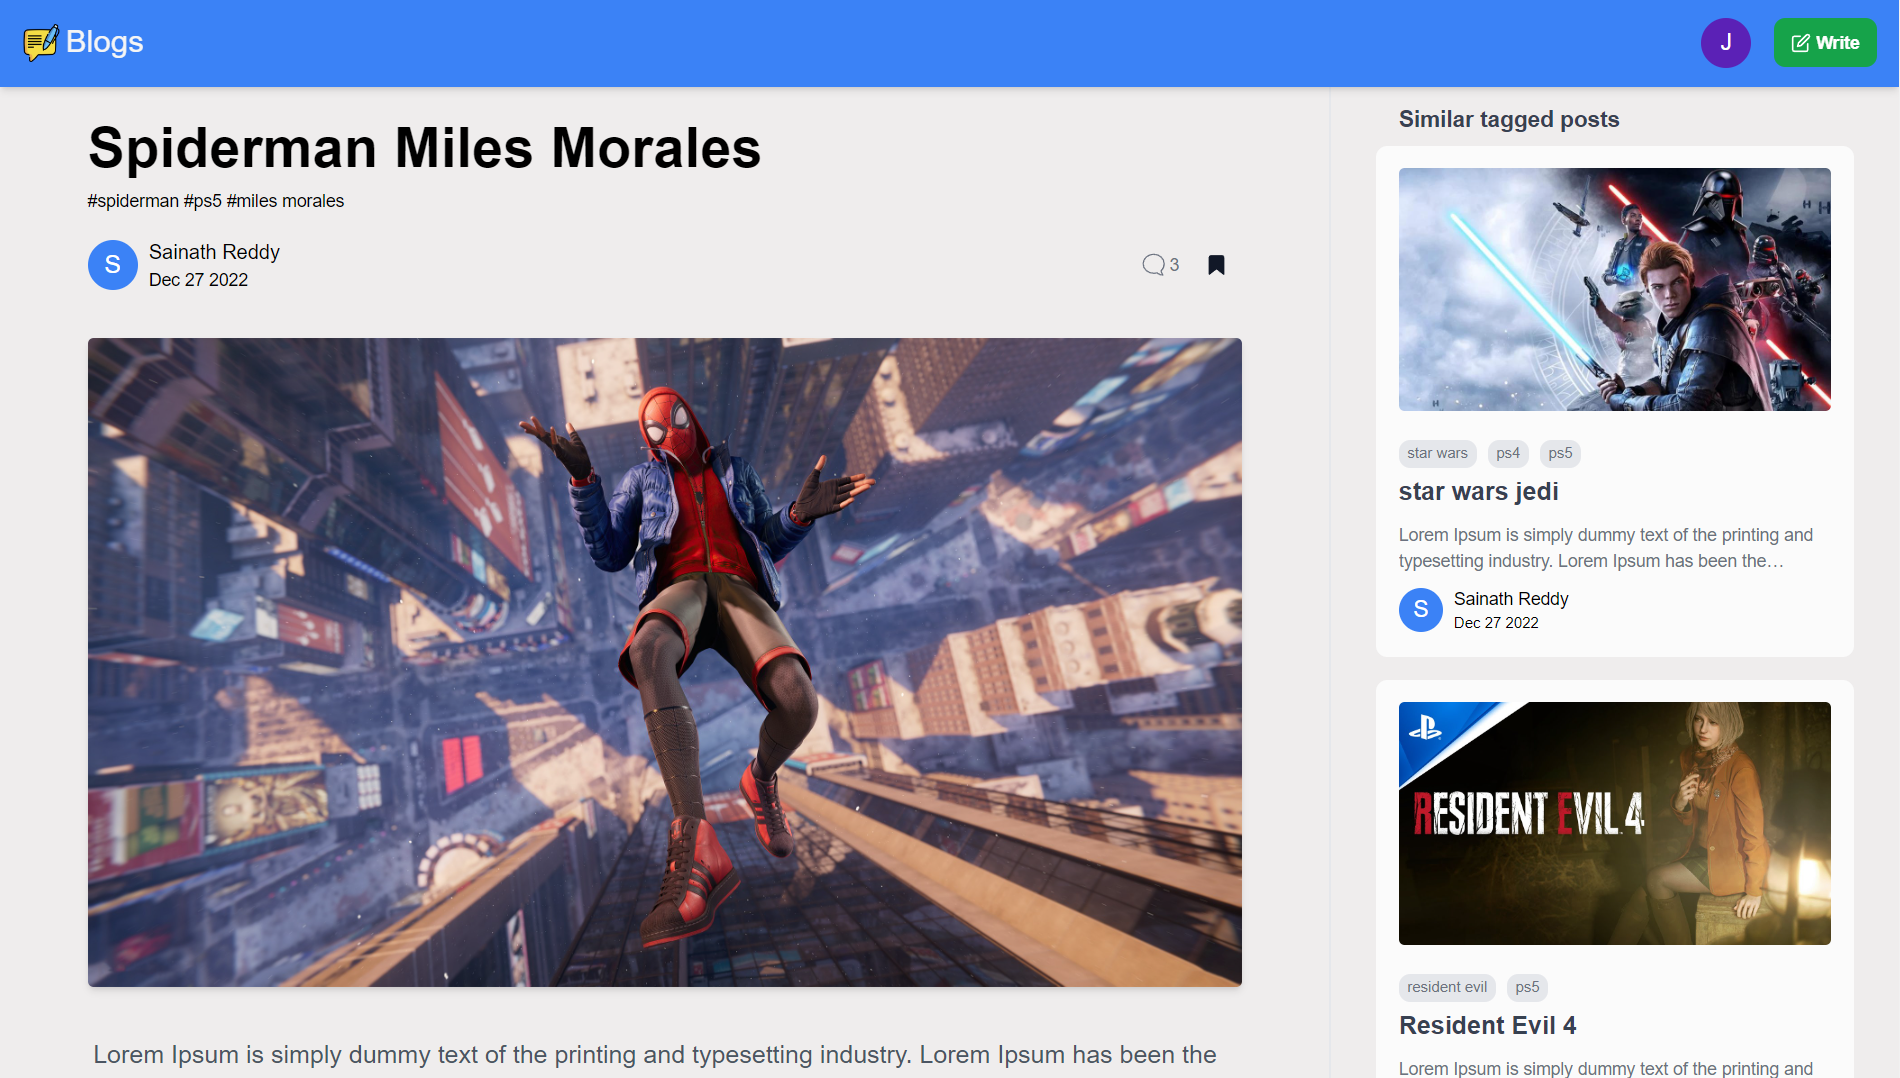 Blogs
J
Write
Spiderman Miles Morales
#spiderman #ps5 #miles morales
S
Sainath Reddy
Dec 27 2022
3
Lorem Ipsum is simply dummy text of the printing and typesetting industry. Lorem Ipsum has been the
Similar tagged posts
star wars
ps4
ps5
star wars jedi
Lorem Ipsum is simply dummy text of the printing and
typesetting industry. Lorem Ipsum has been the…
S
Sainath Reddy
Dec 27 2022
RESIDENT EVIL 4
resident evil
ps5
Resident Evil 4
Lorem Ipsum is simply dummy text of the printing and